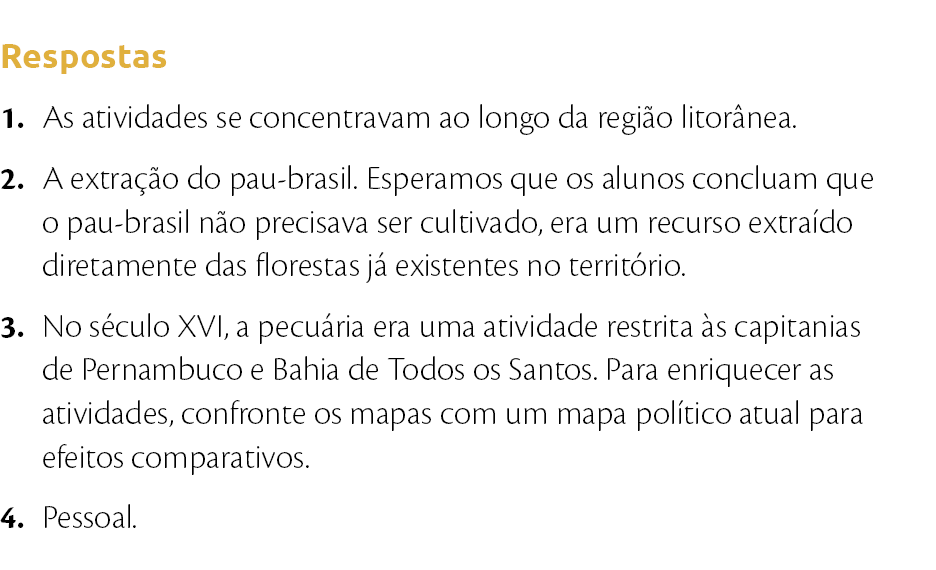 Respostas
1. As atividades se concentravam ao longo da região litorânea.
2. A extração do pau-brasil. Esperamos que os alunos concluam que
o pau-brasil não precisava ser cultivado, era um recurso extraído
diretamente das florestas já existentes no território.
3. No século XVI, a pecuária era uma atividade restrita às capitanias
de Pernambuco e Bahia de Todos os Santos. Para enriquecer as
atividades, confronte os mapas com um mapa político atual para
efeitos comparativos.
4. Pessoal.